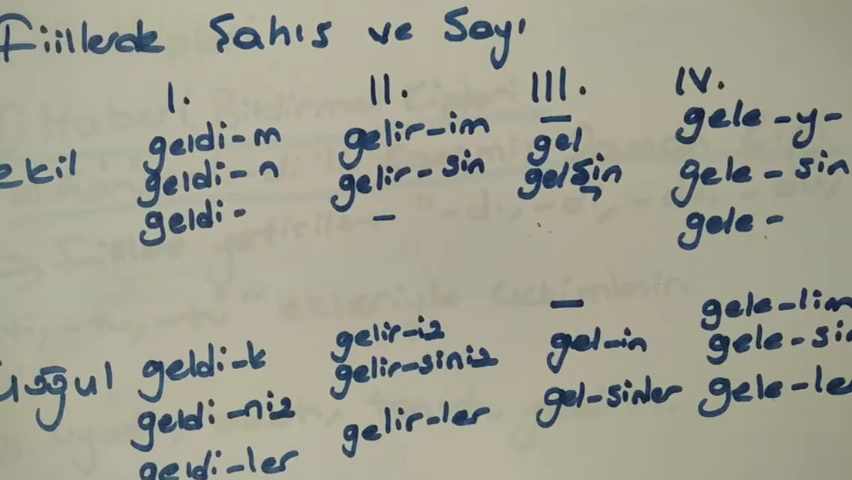 Fiillerde Şahıs ve Sayı
I. II. III. IV.
geldi-m gelir-im — gele-y-
ekil geldi-n gelir-sin gel gele-sin
geldi- — gelsin gele-
— gele-lim
geldi-k gelir-iz gel-in gele-si
oğul geldi-niz gelir-siniz gel-sinler gele-le
geldi-ler gelir-ler